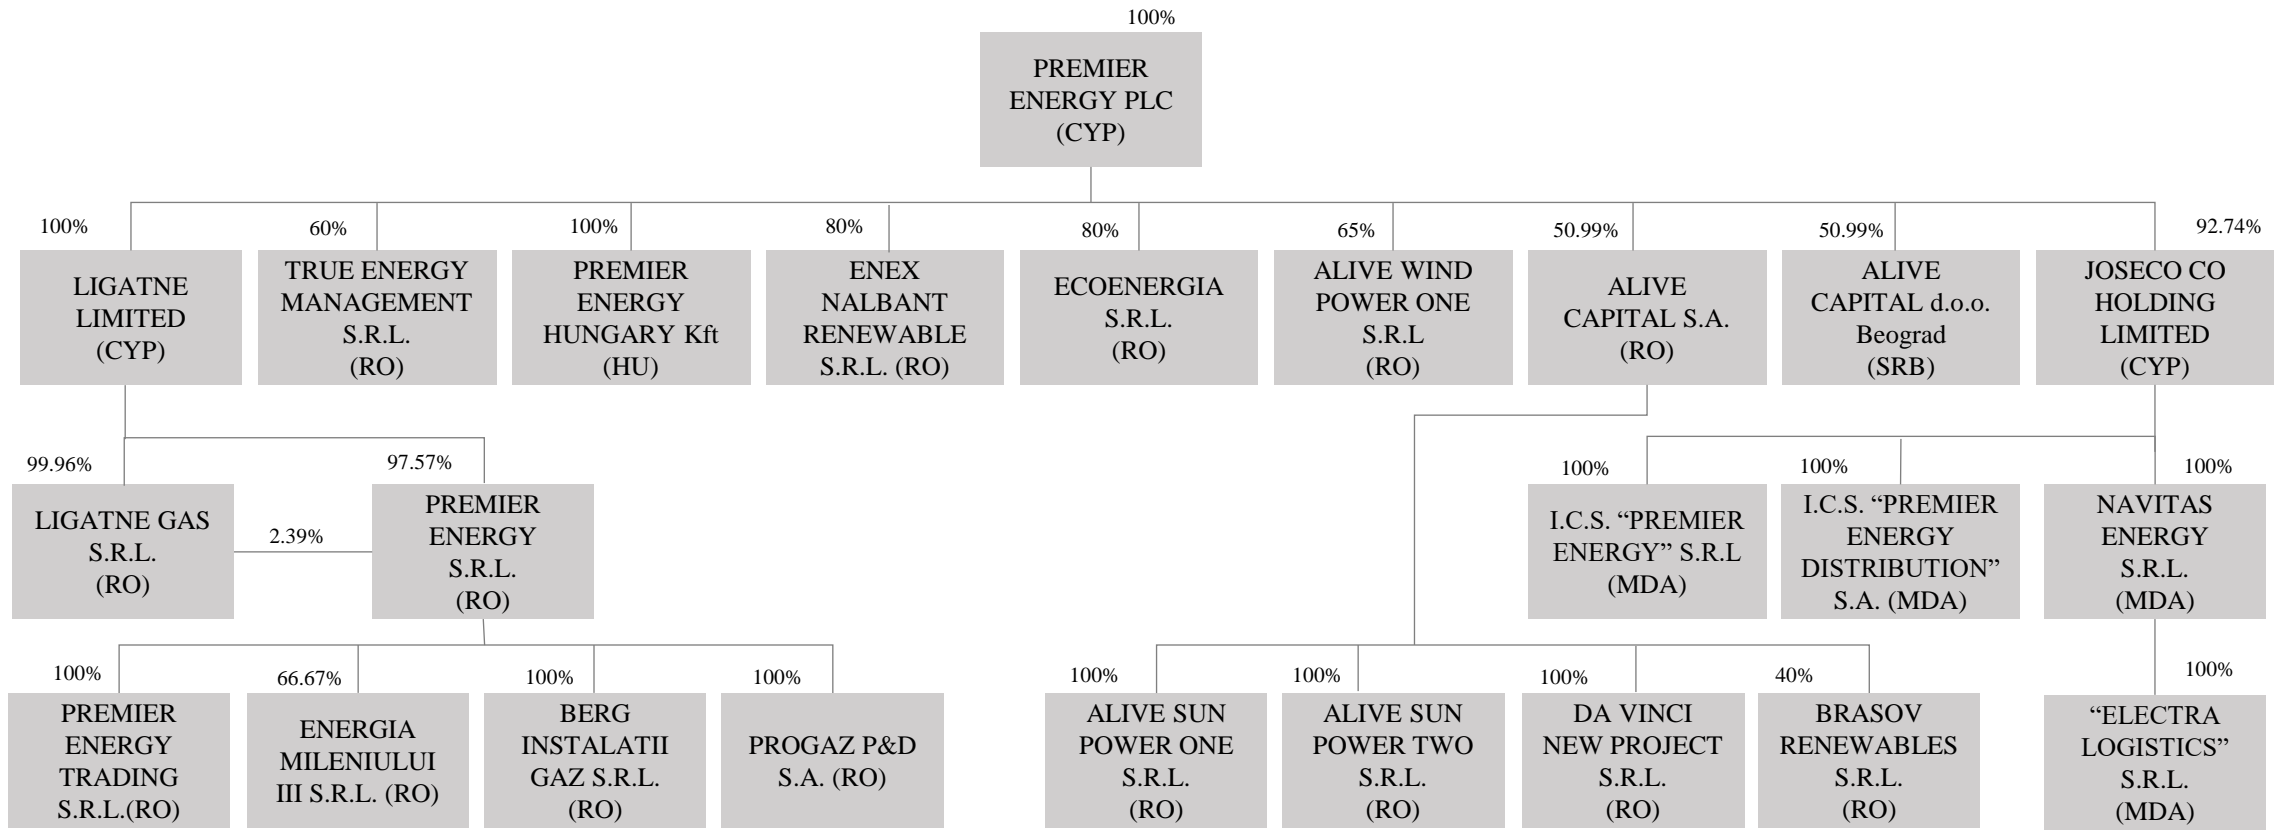 100%
PREMIER
ENERGY PLC
(CYP)
100%
LIGATNE
LIMITED
(CYP)
60%
TRUE ENERGY
MANAGEMENT
S.R.L.
(RO)
100%
PREMIER
ENERGY
HUNGARY Kft
(HU)
80%
ENEX
NALBANT
RENEWABLE
S.R.L. (RO)
80%
ECOENERGIA
S.R.L.
(RO)
65%
ALIVE WIND
POWER ONE
S.R.L
(RO)
50.99%
ALIVE
CAPITAL S.A.
(RO)
50.99%
ALIVE
CAPITAL d.o.o.
Beograd
(SRB)
92.74%
JOSECO CO
HOLDING
LIMITED
(CYP)
99.96%
LIGATNE GAS
S.R.L.
(RO)
2.39%
97.57%
PREMIER
ENERGY
S.R.L.
(RO)
100%
I.C.S. “PREMIER
ENERGY” S.R.L
(MDA)
100%
I.C.S. “PREMIER
ENERGY
DISTRIBUTION”
S.A. (MDA)
100%
NAVITAS
ENERGY
S.R.L.
(MDA)
100%
PREMIER
ENERGY
TRADING
S.R.L.(RO)
66.67%
ENERGIA
MILENIULUI
III S.R.L. (RO)
100%
BERG
INSTALATII
GAZ S.R.L.
(RO)
100%
PROGAZ P&D
S.A. (RO)
100%
ALIVE SUN
POWER ONE
S.R.L.
(RO)
100%
ALIVE SUN
POWER TWO
S.R.L.
(RO)
100%
DA VINCI
NEW PROJECT
S.R.L.
(RO)
40%
BRASOV
RENEWABLES
S.R.L.
(RO)
100%
“ELECTRA
LOGISTICS”
S.R.L.
(MDA)